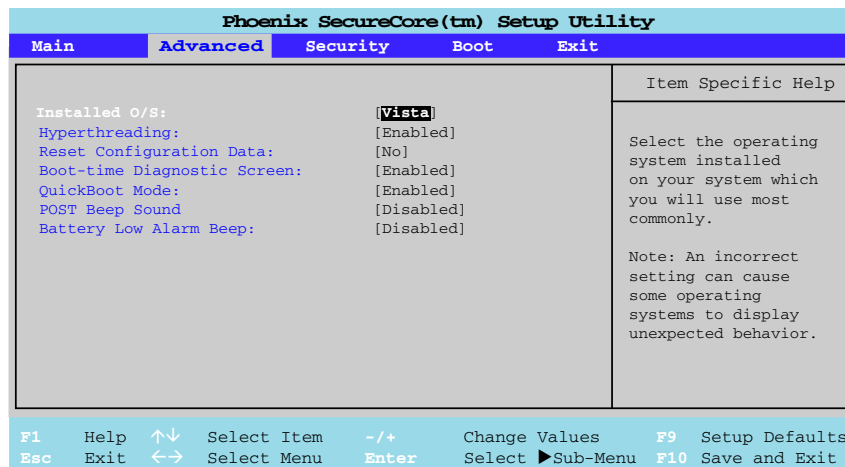 Phoenix SecureCore(tm) Setup Utility
Main Advanced Security Boot Exit
Item Specific Help
Installed O/S: [Vista]
Hyperthreading: [Enabled]
Reset Configuration Data: [No]
Boot-time Diagnostic Screen: [Enabled]
QuickBoot Mode: [Enabled]
POST Beep Sound [Disabled]
Battery Low Alarm Beep: [Disabled]
Select the operating
system installed
on your system which
you will use most
commonly.
Note: An incorrect
setting can cause
some operating
systems to display
unexpected behavior.
F1 Help ↑↓ Select Item -/+ Change Values F9 Setup Defaults
Esc Exit ←→ Select Menu Enter Select ▶Sub-Menu F10 Save and Exit